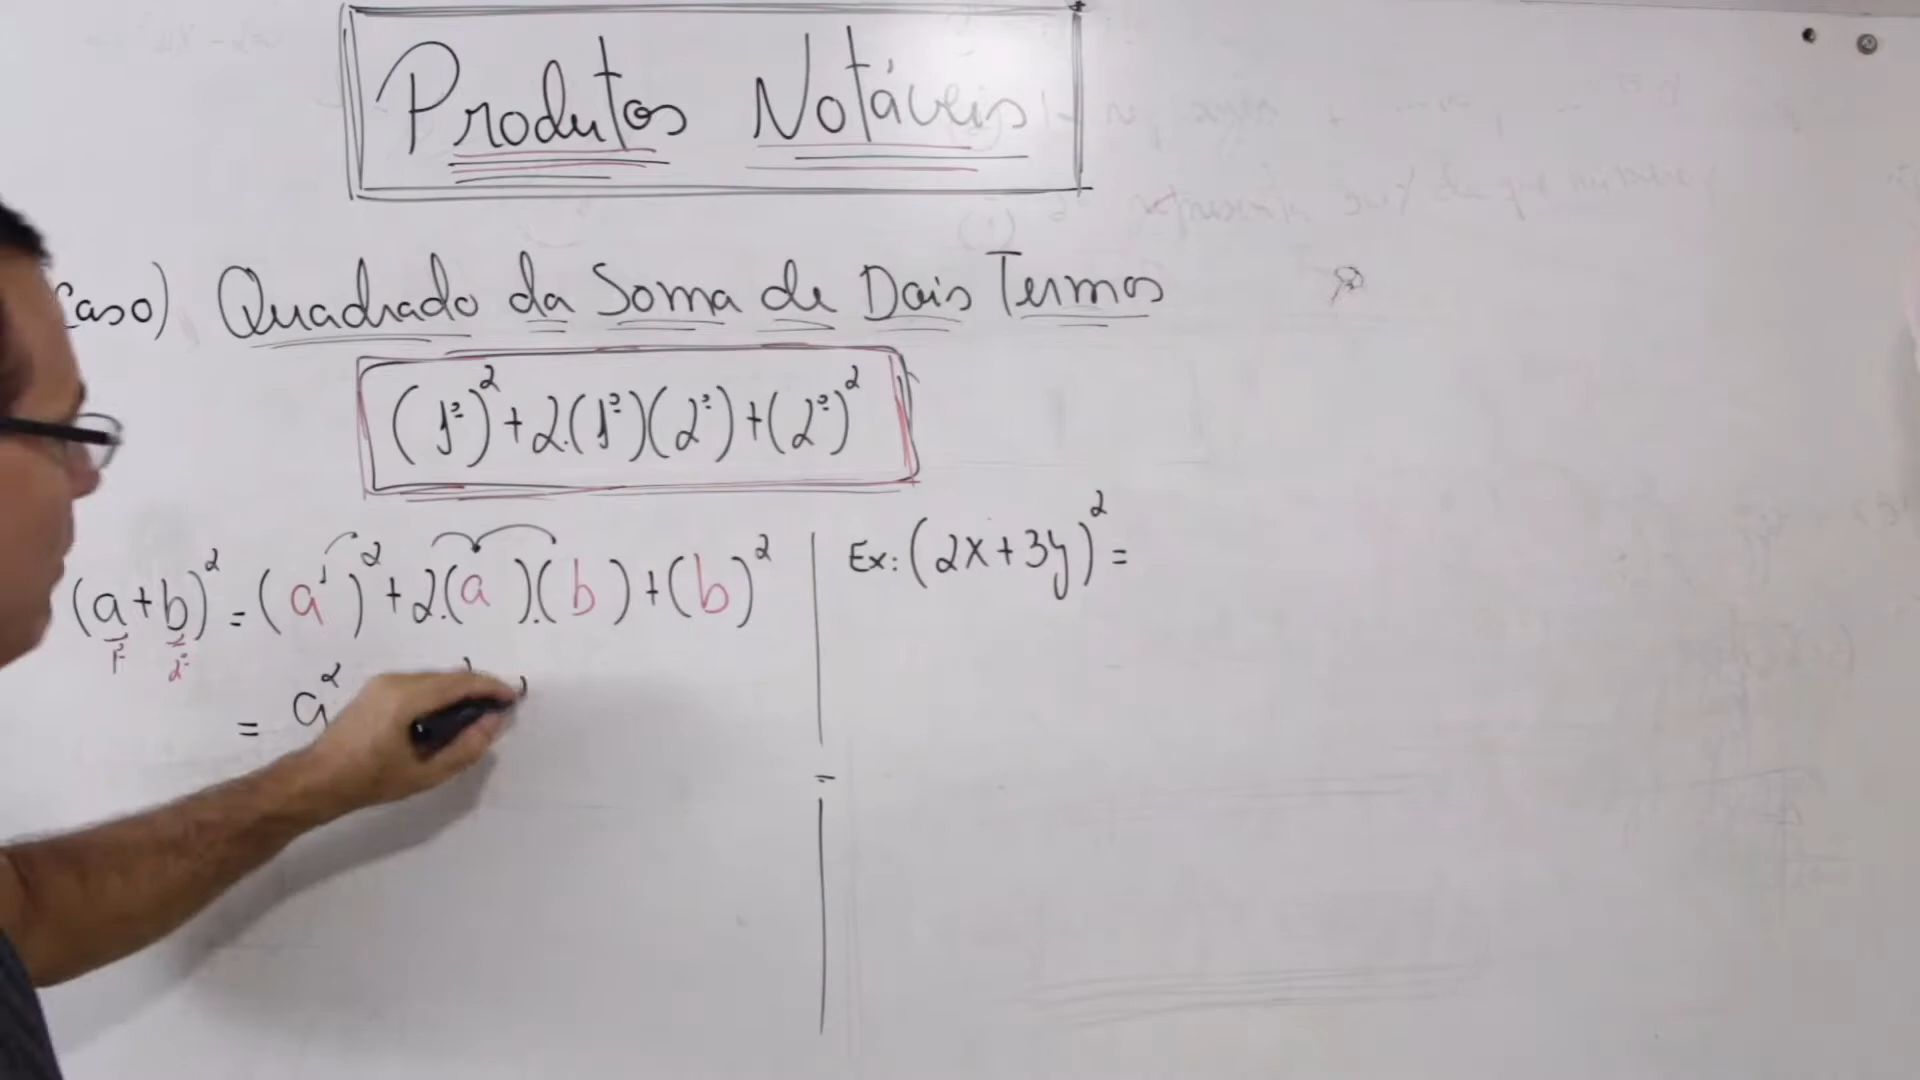 Produtos Notáveis
Caso) Quadrado da Soma de Dois Termos
(1º)² + 2.(1º)(2º) + (2º)²
(a+b)² = (a¹)² + 2.(a).(b) + (b)²
1º 2º
= a²
Ex: (2x+3y)² =